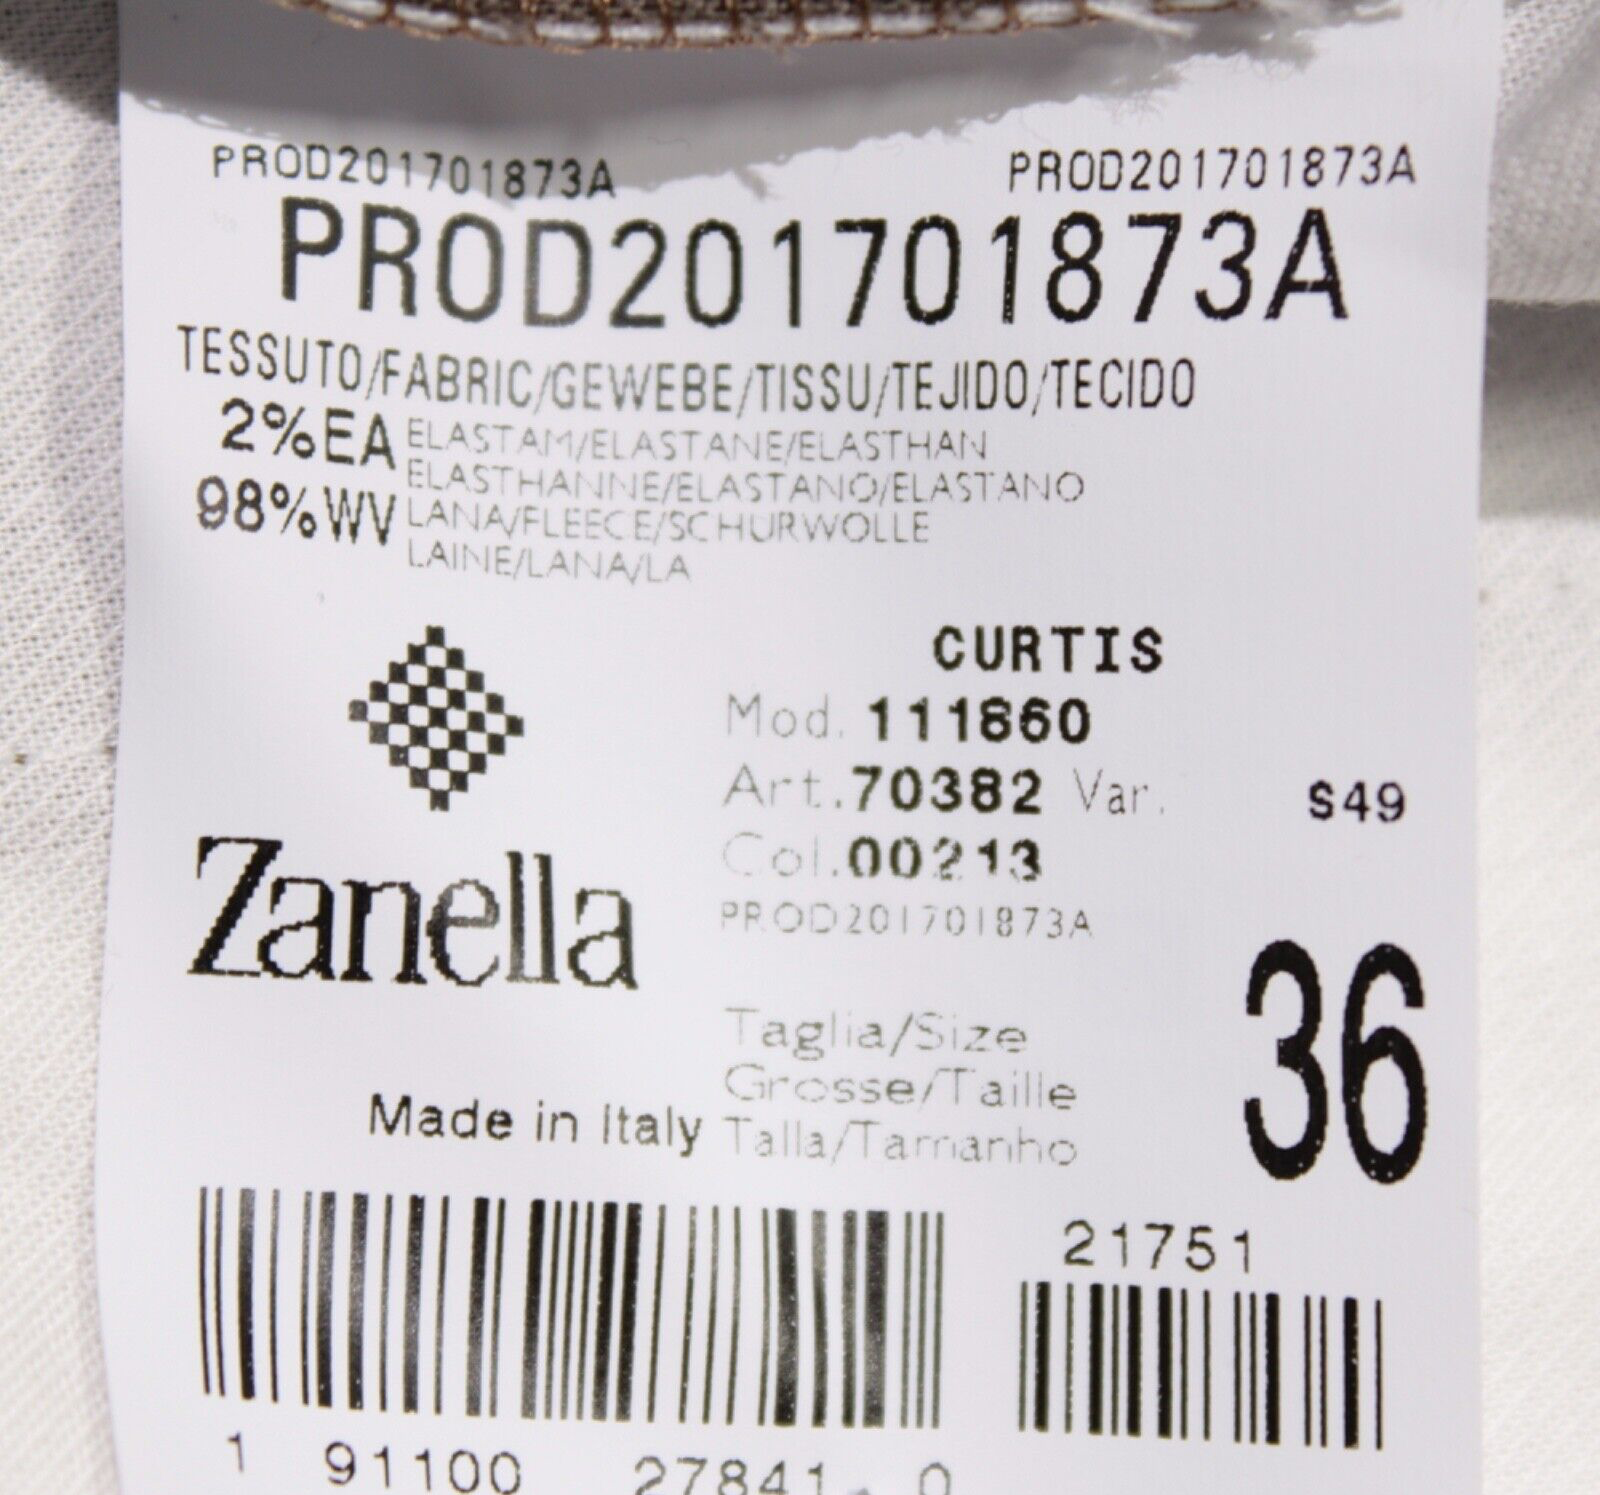 PROD201701873A PROD201701873A
PROD201701873A
TESSUTO/FABRIC/GEWEBE/TISSU/TEJIDO/TECIDO
2%EA ELASTAM/ELASTANE/ELASTHAN
ELASTHANNE/ELASTANO/ELASTANO
98%WV LANA/FLEECE/SCHURWOLLE
LAINE/LANA/LA
CURTIS
Mod. 111860
Art.70382 Var. S49
Col.00213
PROD201701873A
Zanella
36
Taglia/Size
Grosse/Taille
Made in Italy Talla/Tamanho
21751
1 91100 27841 0